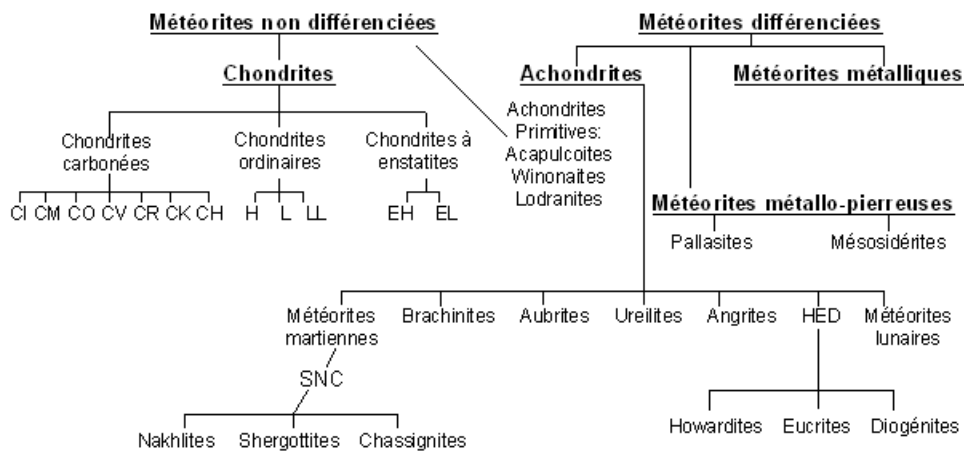 Météorites non différenciées
Météorites différenciées
Chondrites
Achondrites
Météorites métalliques
Achondrites
Primitives:
Acapulcoites
Winonaites
Lodranites
Chondrites
carbonées
Chondrites
ordinaires
Chondrites à
enstatites
CI CM CO CV CR CK CH
H L LL
EH EL
Météorites métallo-pierreuses
Pallasites
Mésosidérites
Météorites
martiennes
Brachinites
Aubrites
Ureilites
Angrites
HED
Météorites
lunaires
SNC
Nakhlites
Shergottites
Chassignites
Howardites
Eucrites
Diogénites